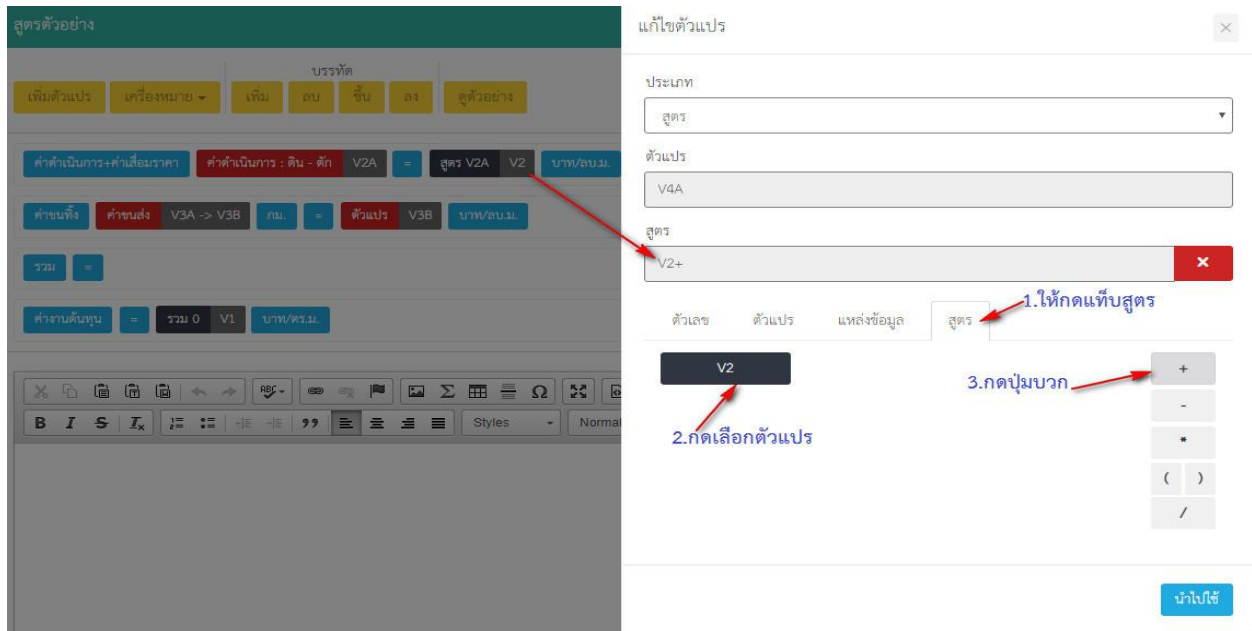 สูตรตัวอย่าง
บรรทัด
เพิ่มตัวแปร เครื่องหมาย เพิ่ม ลบ ขึ้น ลง ดูตัวอย่าง
ค่าดำเนินการ+ค่าเสื่อมราคา ค่าดำเนินการ : ดิน - ตัก V2A = สูตร V2A V2 บาท/ลบ.ม.
ค่าขนทิ้ง ค่าขนส่ง V3A -> V3B กม. = ตัวแปร V3B บาท/ลบ.ม.
รวม =
ค่างานต้นทุน = รวม 0 V1 บาท/ตร.ม.
ABC
Σ Ω
B I S Ix Styles Normal
แก้ไขตัวแปร ×
ประเภท
สูตร
ตัวแปร
V4A
สูตร
V2+ ×
1.ให้กดแท็บสูตร
ตัวเลข ตัวแปร แหล่งข้อมูล สูตร
V2 +
3.กดปุ่มบวก
-
2.กดเลือกตัวแปร *
( )
/
นำไปใช้